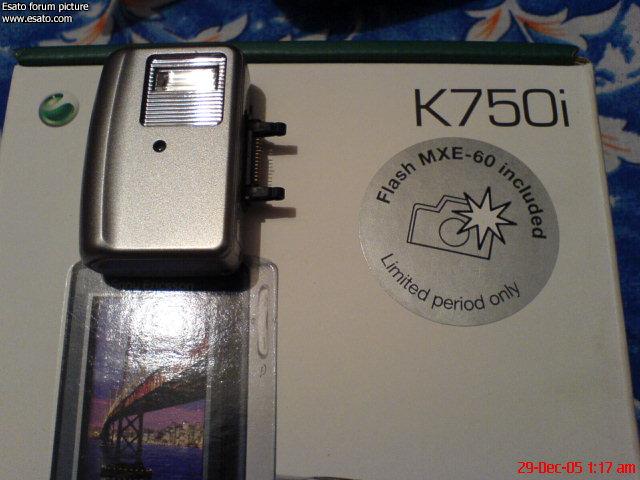 Esato forum picture
www.esato.com
K750i
Flash MXE-60 included
Limited period only
29-Dec-05 1:17 am